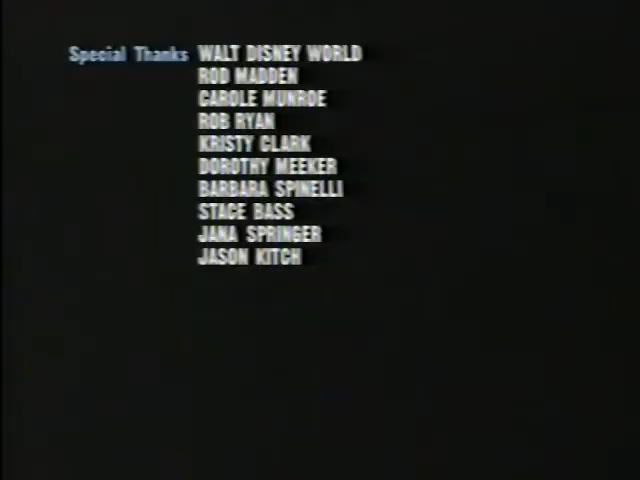 Special Thanks WALT DISNEY WORLD
ROD MADDEN
CAROLE MUNROE
ROB RYAN
KRISTY CLARK
DOROTHY MEEKER
BARBARA SPINELLI
STACE BASS
JANA SPRINGER
JASON KITCH